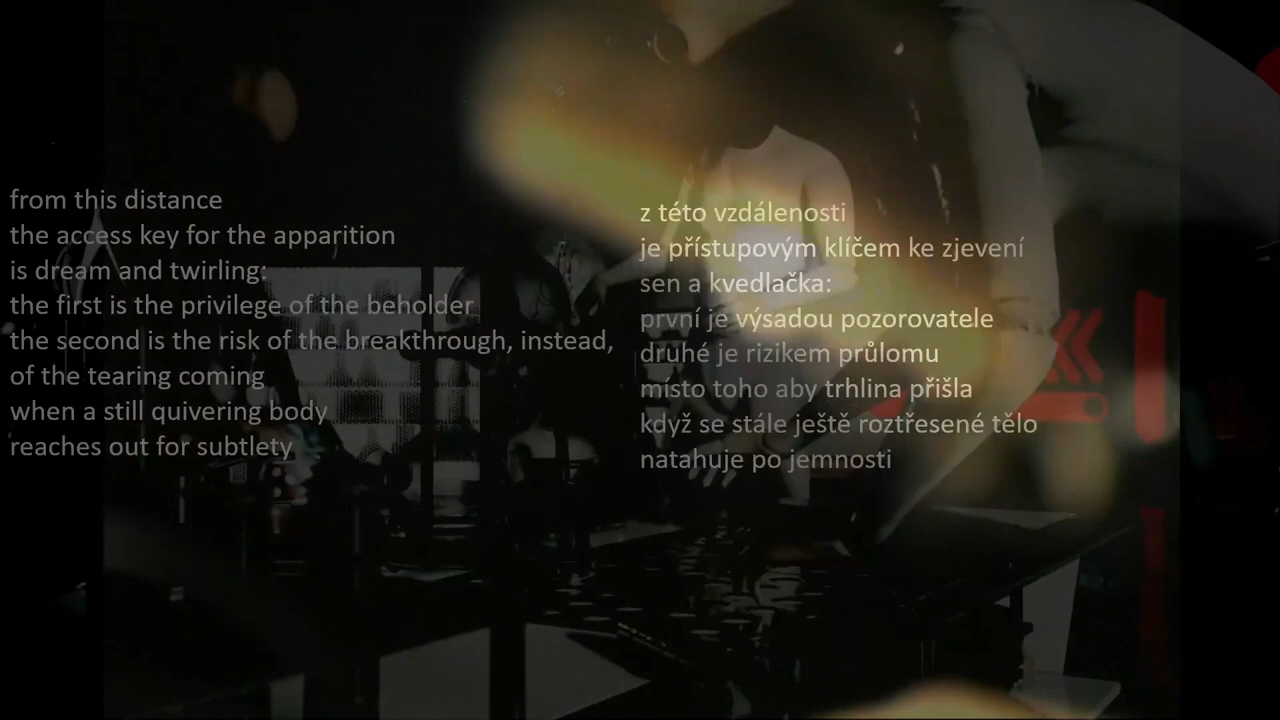 from this distance
the access key for the apparition
is dream and twirling:
the first is the privilege of the beholder
the second is the risk of the breakthrough, instead,
of the tearing coming
when a still quivering body
reaches out for subtlety
z této vzdálenosti
je přístupovým klíčem ke zjevení
sen a kvedlačka:
první je výsadou pozorovatele
druhé je rizikem průlomu
místo toho aby trhlina přišla
když se stále ještě roztřesené tělo
natahuje po jemnosti